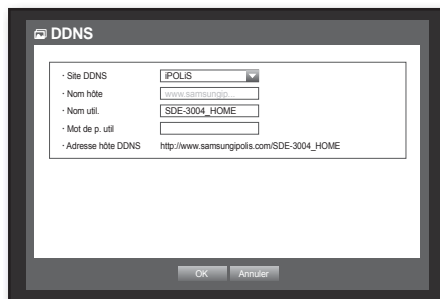 DDNS
· Site DDNS iPOLiS
· Nom hôte www.samsungip...
· Nom util. SDE-3004_HOME
· Mot de p. util
· Adresse hôte DDNS http://www.samsungipolis.com/SDE-3004_HOME
OK Annuler